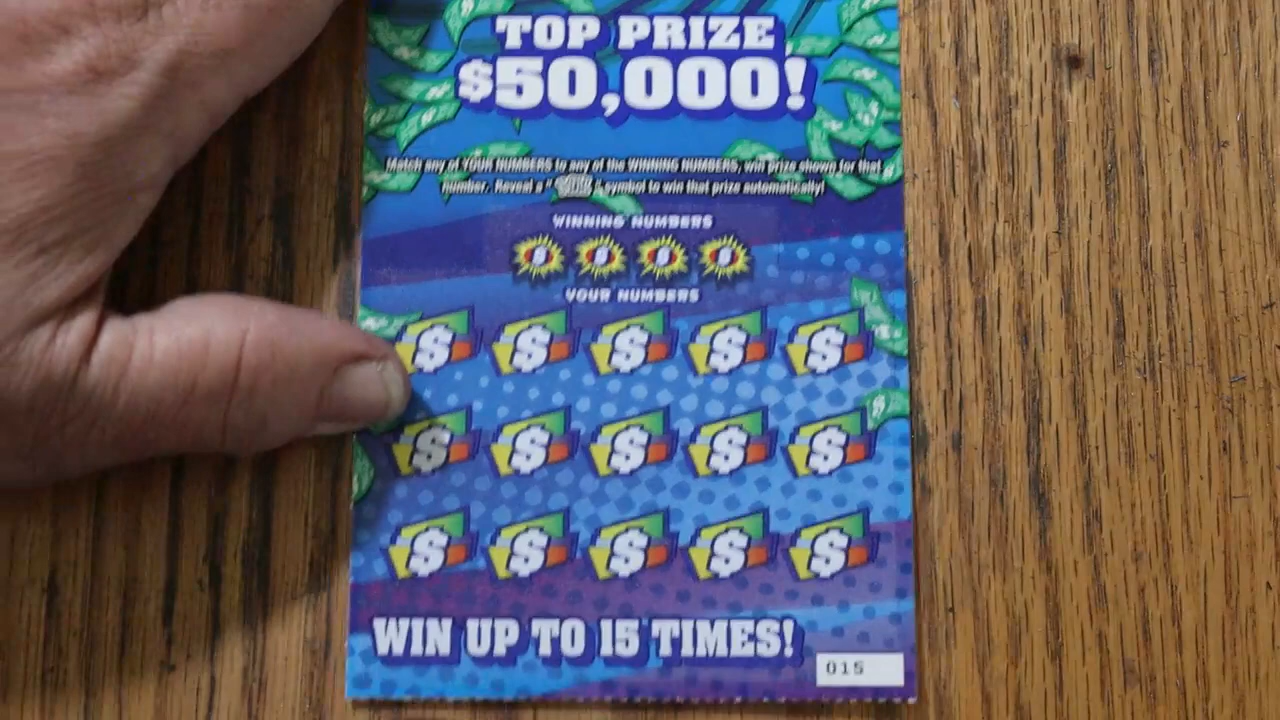 TOP PRIZE
$50,000!
Match any of YOUR NUMBERS to any of the WINNING NUMBERS, win prize shown for that
number. Reveal a " " symbol to win that prize automatically!
WINNING NUMBERS
YOUR NUMBERS
$ $ $ $ $
$ $ $ $ $
$ $ $ $ $
WIN UP TO 15 TIMES!
015